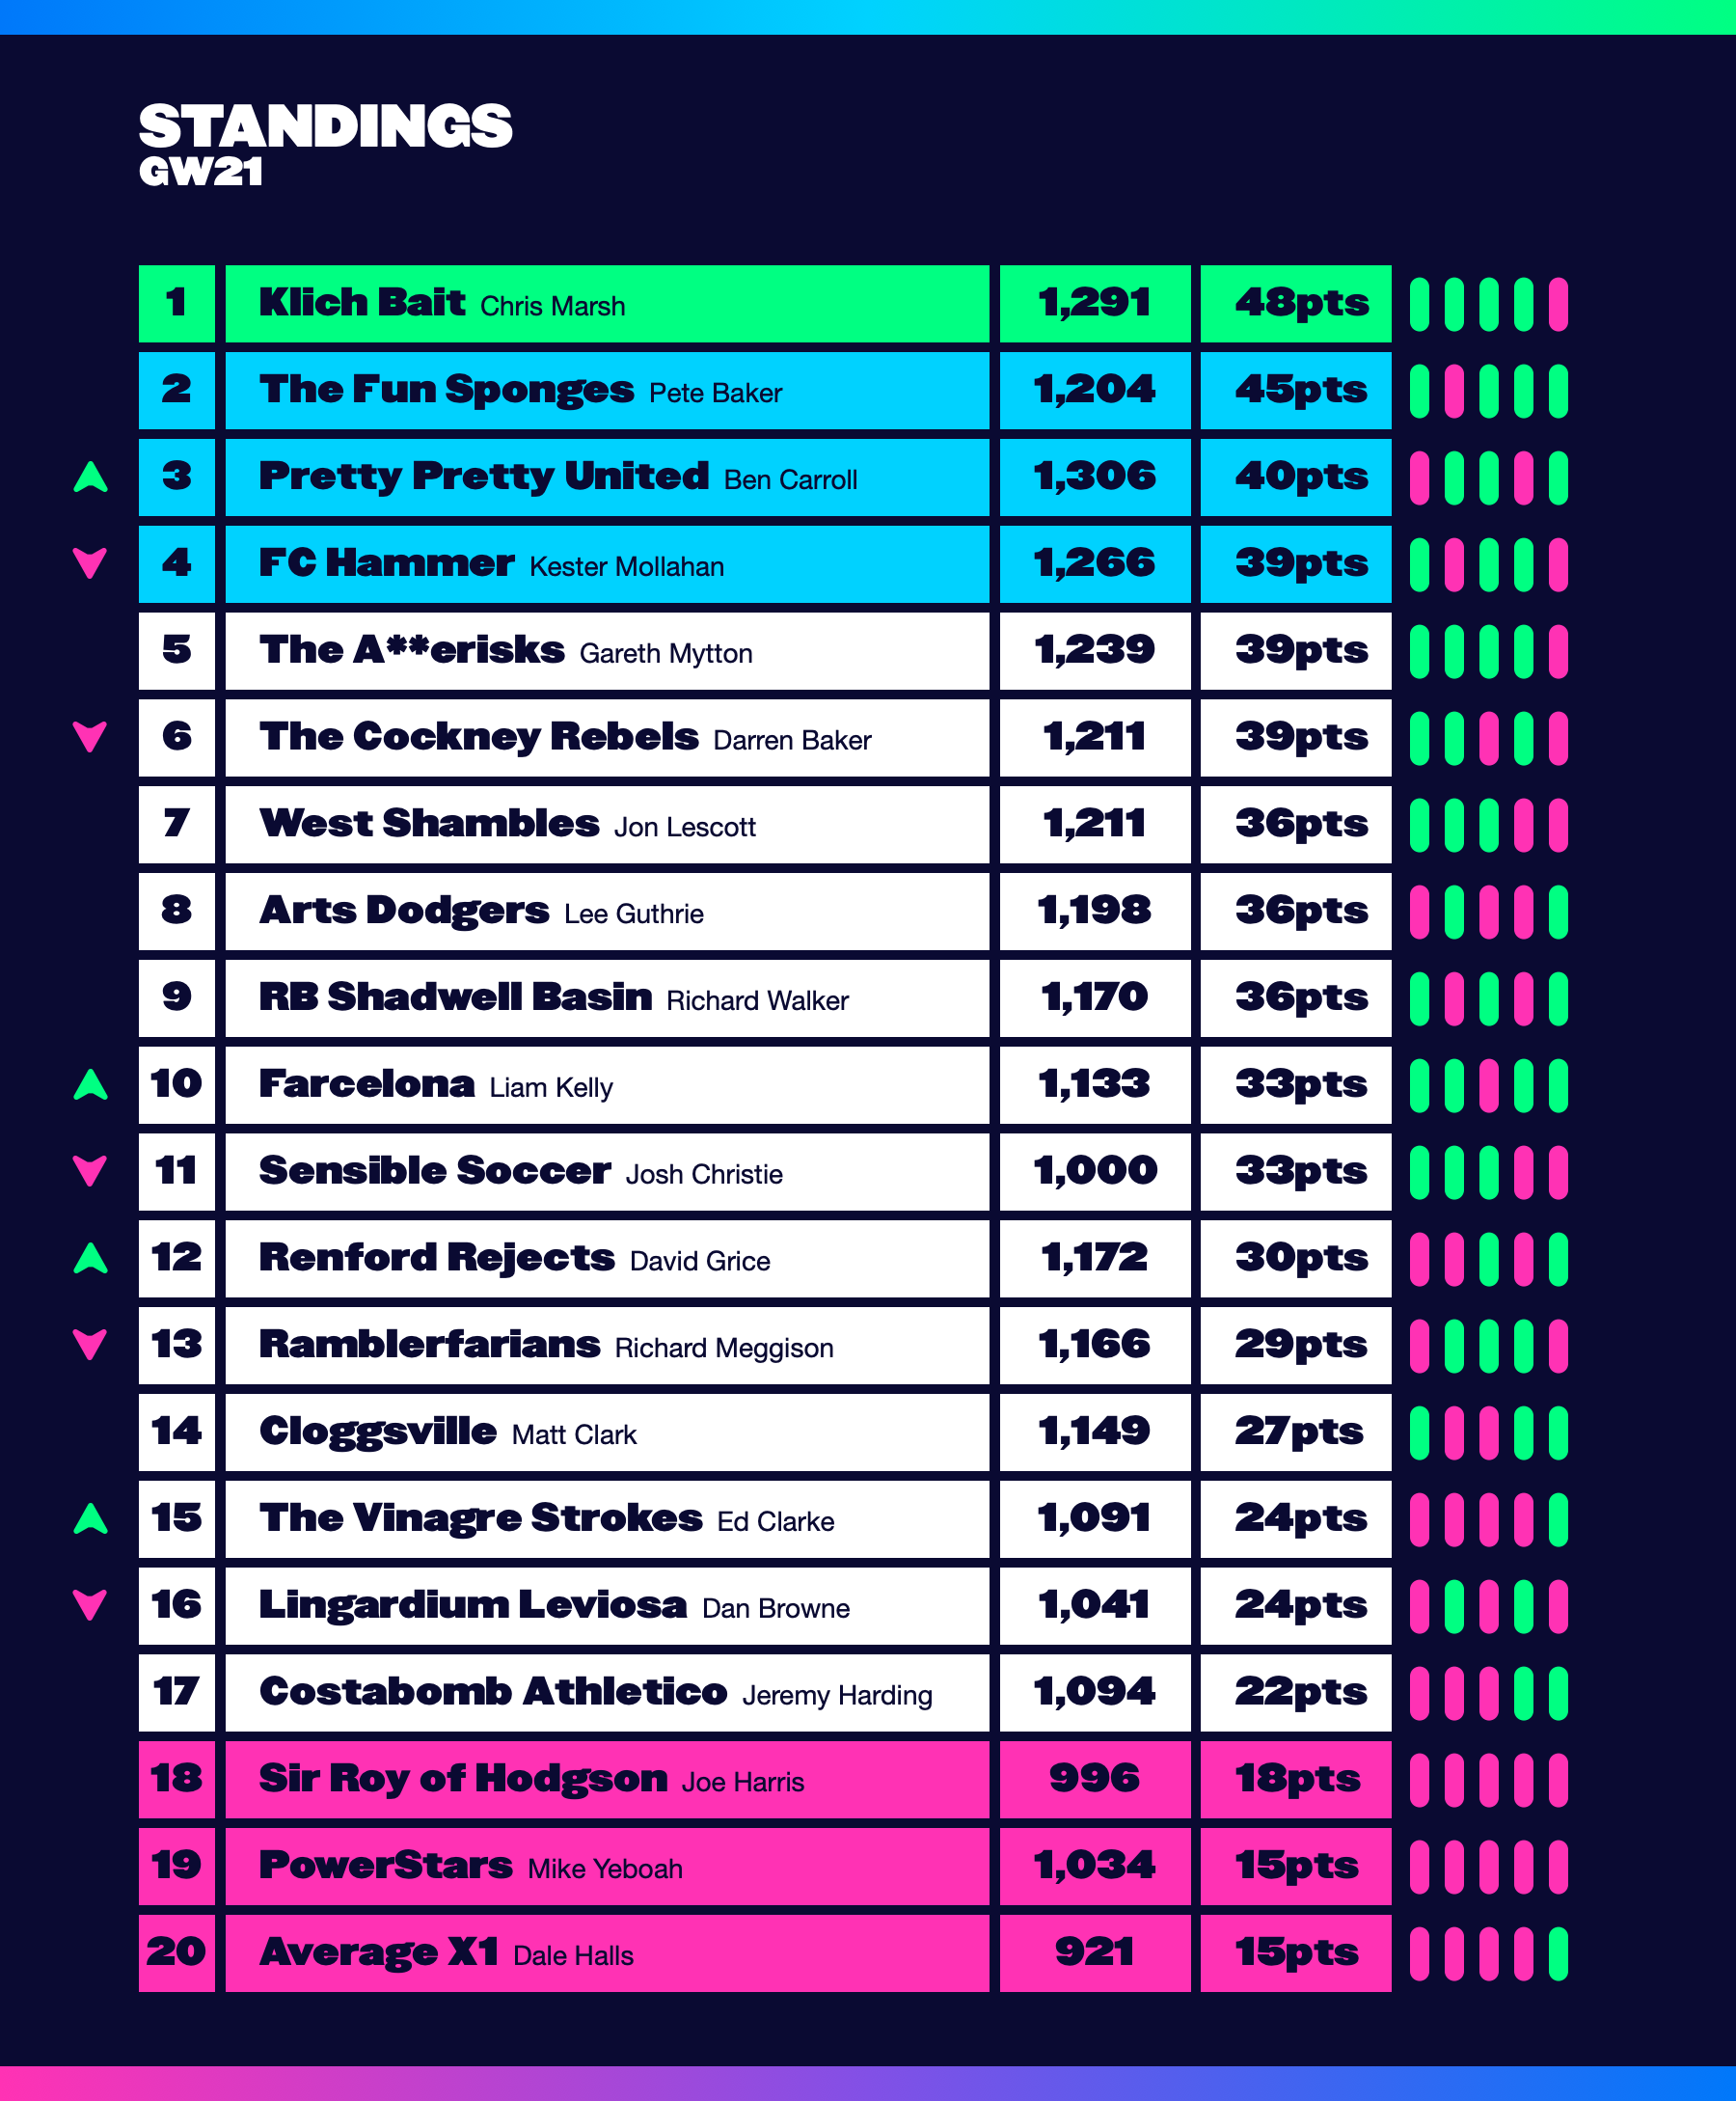 STANDINGS
GW21
1 Klich Bait Chris Marsh 1,291 48pts
2 The Fun Sponges Pete Baker 1,204 45pts
3 Pretty Pretty United Ben Carroll 1,306 40pts
4 FC Hammer Kester Mollahan 1,266 39pts
5 The A**erisks Gareth Mytton 1,239 39pts
6 The Cockney Rebels Darren Baker 1,211 39pts
7 West Shambles Jon Lescott 1,211 36pts
8 Arts Dodgers Lee Guthrie 1,198 36pts
9 RB Shadwell Basin Richard Walker 1,170 36pts
10 Farcelona Liam Kelly 1,133 33pts
11 Sensible Soccer Josh Christie 1,000 33pts
12 Renford Rejects David Grice 1,172 30pts
13 Ramblerfarians Richard Meggison 1,166 29pts
14 Cloggsville Matt Clark 1,149 27pts
15 The Vinagre Strokes Ed Clarke 1,091 24pts
16 Lingardium Leviosa Dan Browne 1,041 24pts
17 Costabomb Athletico Jeremy Harding 1,094 22pts
18 Sir Roy of Hodgson Joe Harris 996 18pts
19 PowerStars Mike Yeboah 1,034 15pts
20 Average X1 Dale Halls 921 15pts